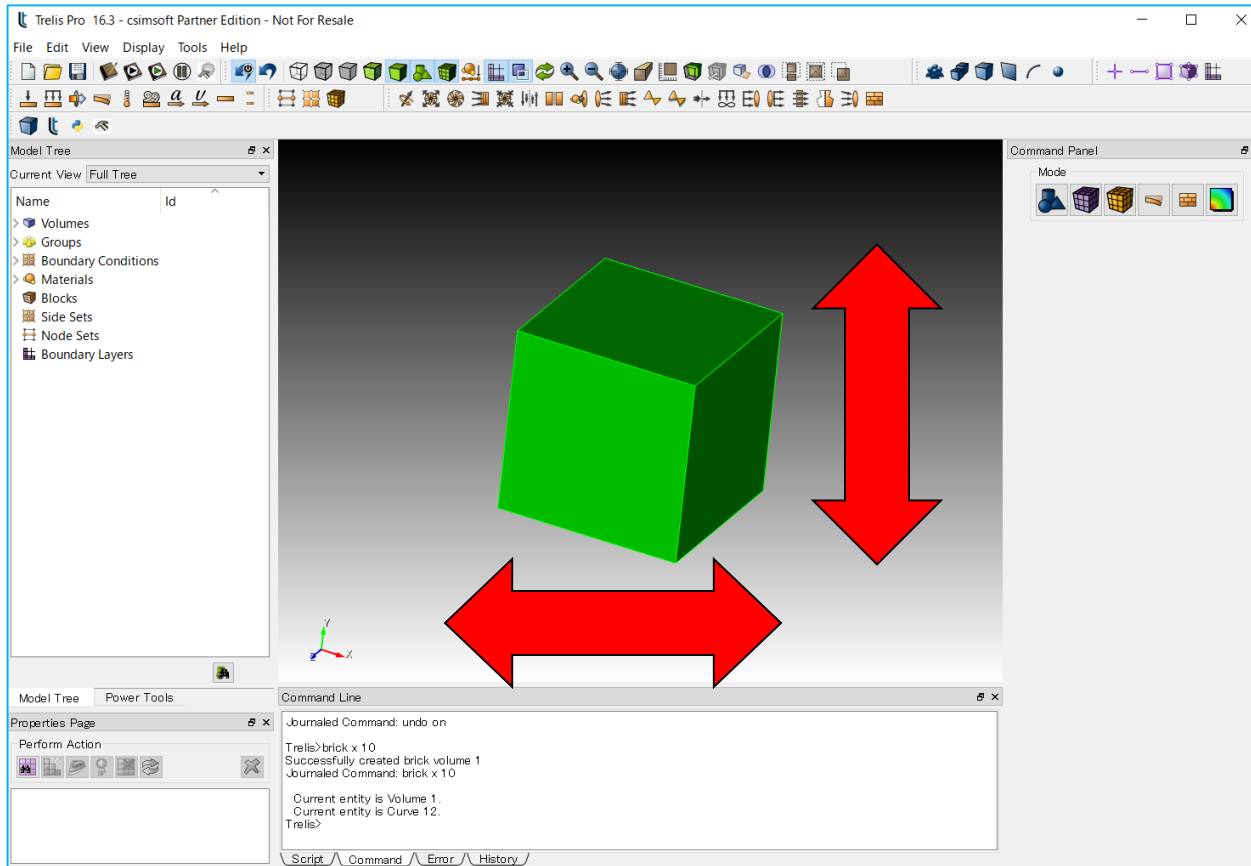 Trelis Pro 16.3 - csimsoft Partner Edition - Not For Resale
File Edit View Display Tools Help
Model Tree
Current View Full Tree
Name Id
Volumes
Groups
Boundary Conditions
Materials
Blocks
Side Sets
Node Sets
Boundary Layers
Model Tree Power Tools
Properties Page
Perform Action
Y
X
Z
Command Line
Journaled Command: undo on
Trelis>brick x 10
Successfully created brick volume 1
Journaled Command: brick x 10
Current entity is Volume 1.
Current entity is Curve 12.
Trelis>
Script Command Error History
Command Panel
Mode